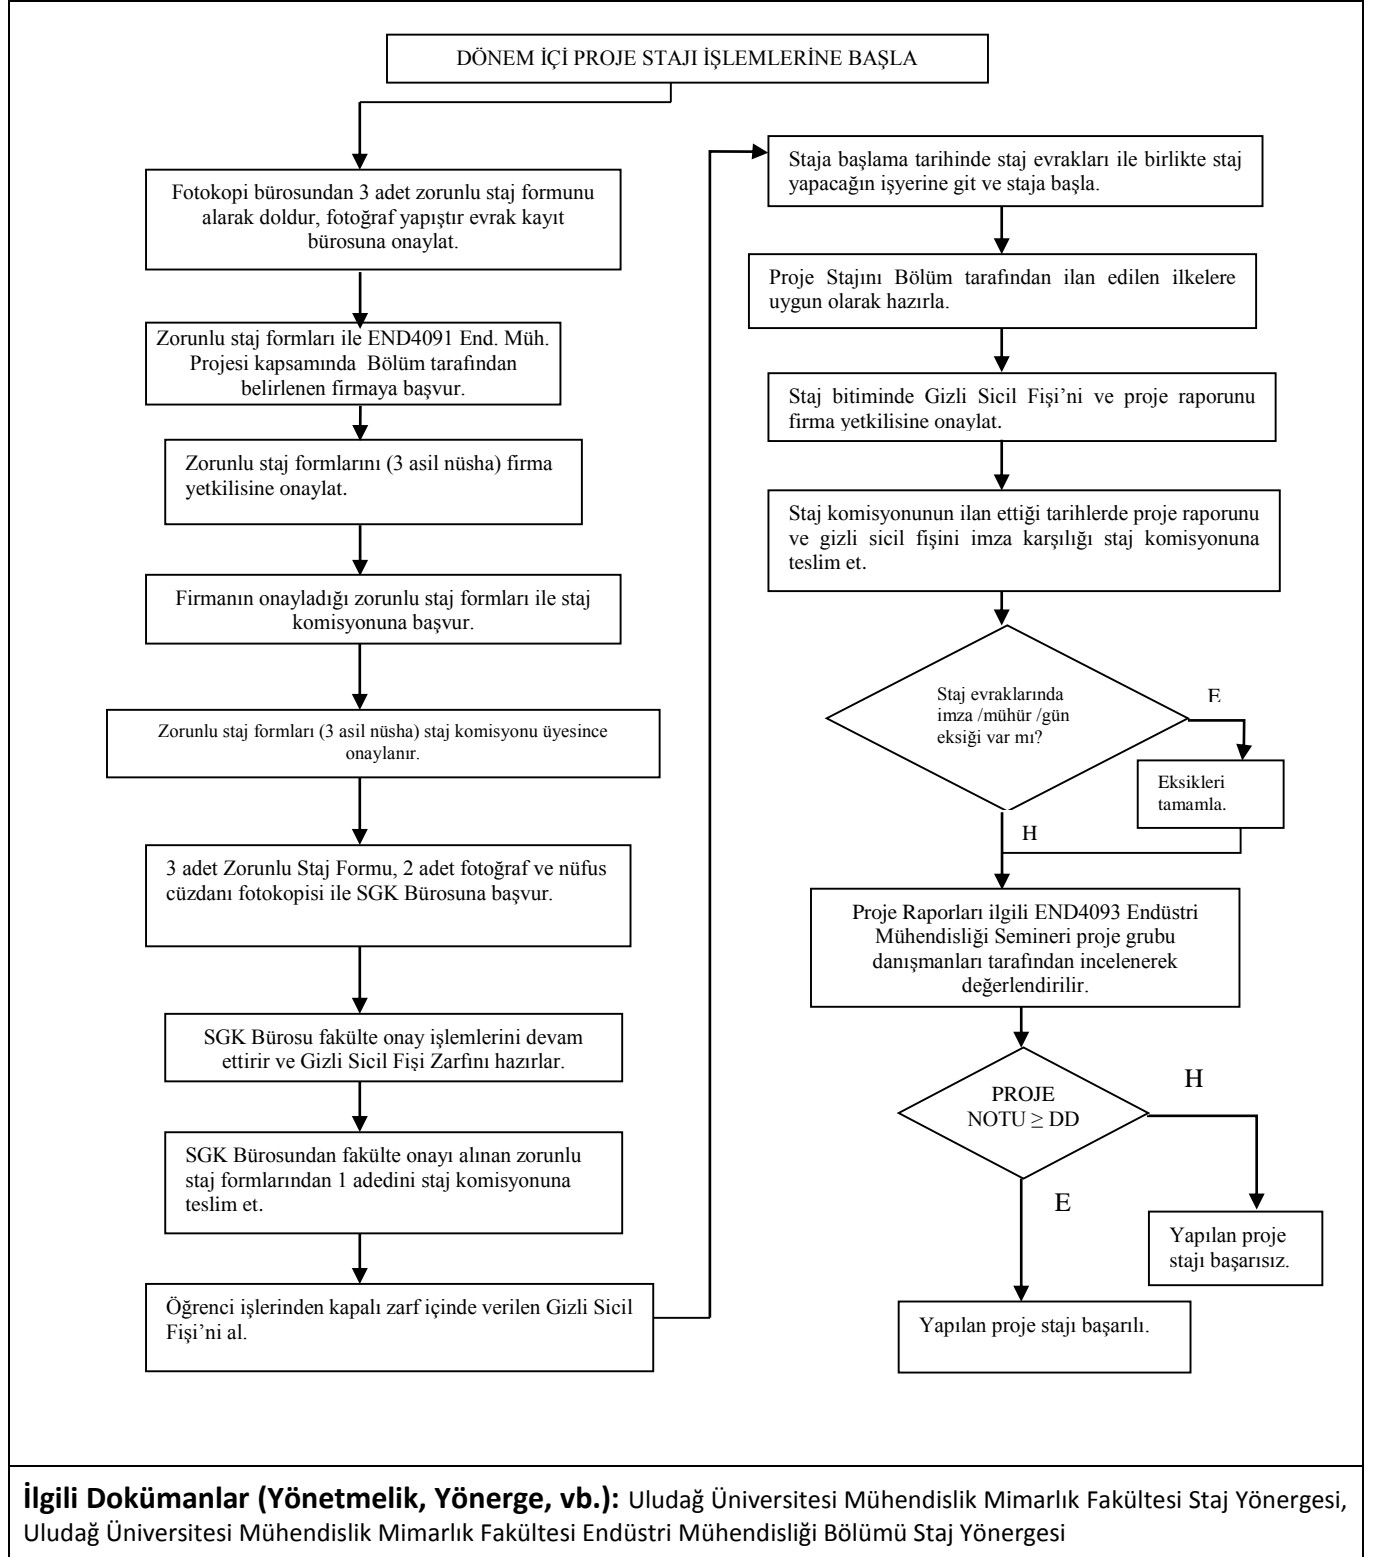 DÖNEM İÇİ PROJE STAJI İŞLEMLERİNE BAŞLA
Fotokopi bürosundan 3 adet zorunlu staj formunu
alarak doldur, fotoğraf yapıştır evrak kayıt
bürosuna onaylat.
Zorunlu staj formları ile END4091 End. Müh.
Projesi kapsamında Bölüm tarafından
belirlenen firmaya başvur.
Zorunlu staj formlarını (3 asil nüsha) firma
yetkilisine onaylat.
Firmanın onayladığı zorunlu staj formları ile staj
komisyonuna başvur.
Zorunlu staj formları (3 asil nüsha) staj komisyonu üyesince
onaylanır.
3 adet Zorunlu Staj Formu, 2 adet fotoğraf ve nüfus
cüzdanı fotokopisi ile SGK Bürosuna başvur.
SGK Bürosu fakülte onay işlemlerini devam
ettirir ve Gizli Sicil Fişi Zarfını hazırlar.
SGK Bürosundan fakülte onayı alınan zorunlu
staj formlarından 1 adedini staj komisyonuna
teslim et.
Öğrenci işlerinden kapalı zarf içinde verilen Gizli Sicil
Fişi’ni al.
Staja başlama tarihinde staj evrakları ile birlikte staj
yapacağın işyerine git ve staja başla.
Proje Stajını Bölüm tarafından ilan edilen ilkelere
uygun olarak hazırla.
Staj bitiminde Gizli Sicil Fişi’ni ve proje raporunu
firma yetkilisine onaylat.
Staj komisyonunun ilan ettiği tarihlerde proje raporunu
ve gizli sicil fişini imza karşılığı staj komisyonuna
teslim et.
Staj evraklarında
imza /mühür /gün
eksiği var mı?
E
Eksikleri
tamamla.
H
Proje Raporları ilgili END4093 Endüstri
Mühendisliği Semineri proje grubu
danışmanları tarafından incelenerek
değerlendirilir.
PROJE
NOTU ≥ DD
H
E
Yapılan proje
stajı başarısız.
Yapılan proje stajı başarılı.
İlgili Dokümanlar (Yönetmelik, Yönerge, vb.): Uludağ Üniversitesi Mühendislik Mimarlık Fakültesi Staj Yönergesi,
Uludağ Üniversitesi Mühendislik Mimarlık Fakültesi Endüstri Mühendisliği Bölümü Staj Yönergesi